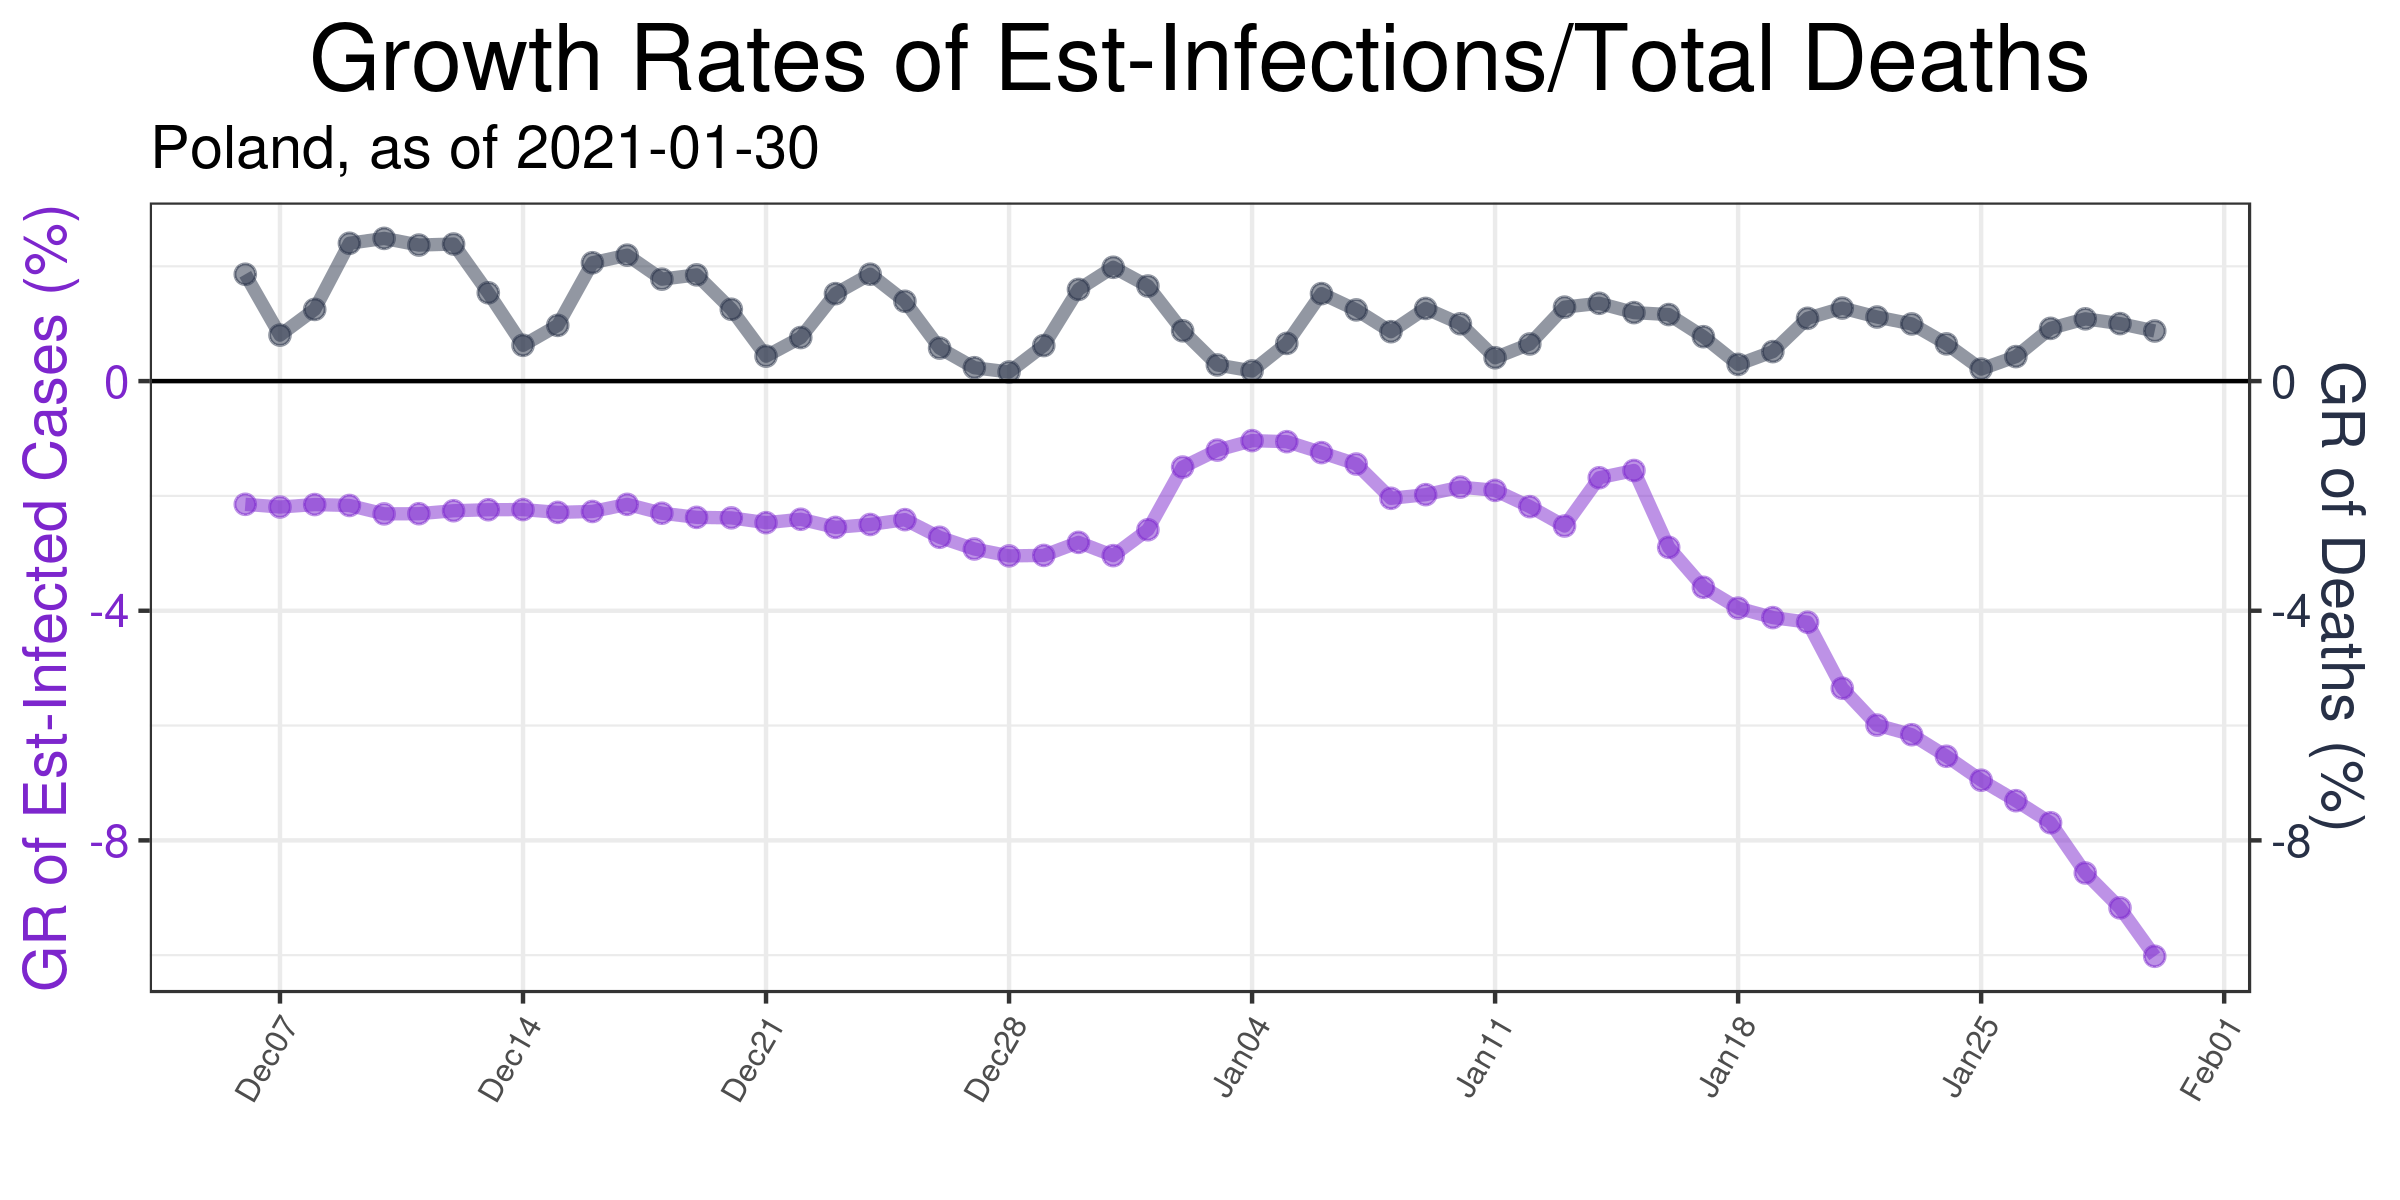 Growth Rates of Est-Infections/Total Deaths
Poland, as of 2021-01-30
GR of Est-Infected Cases (%)
0
-4
-8
0
-4
-8
GR of Deaths (%)
Dec07
Dec14
Dec21
Dec28
Jan04
Jan11
Jan18
Jan25
Feb01